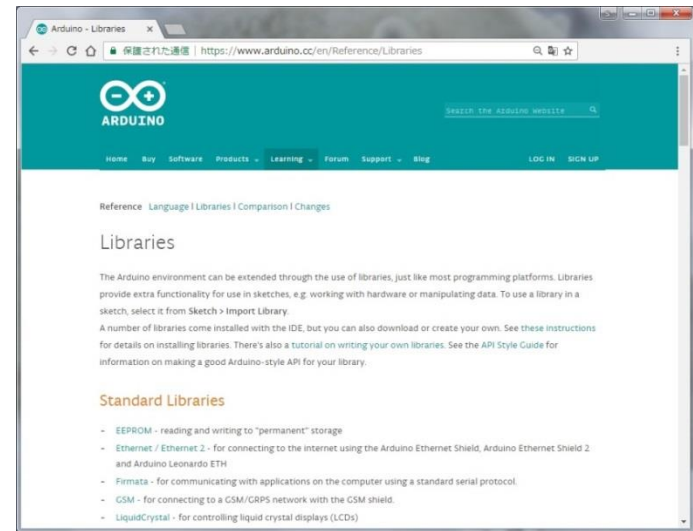 Arduino - Libraries
保護された通信 | https://www.arduino.cc/en/Reference/Libraries
ARDUINO
Search the Arduino Website
Home Buy Software Products Learning Forum Support Blog LOG IN SIGN UP
Reference Language | Libraries | Comparison | Changes
Libraries
The Arduino environment can be extended through the use of libraries, just like most programming platforms. Libraries
provide extra functionality for use in sketches, e.g. working with hardware or manipulating data. To use a library in a
sketch, select it from Sketch > Import Library.
A number of libraries come installed with the IDE, but you can also download or create your own. See these instructions
for details on installing libraries. There's also a tutorial on writing your own libraries. See the API Style Guide for
information on making a good Arduino-style API for your library.
Standard Libraries
- EEPROM - reading and writing to "permanent" storage
- Ethernet / Ethernet 2 - for connecting to the internet using the Arduino Ethernet Shield, Arduino Ethernet Shield 2
and Arduino Leonardo ETH
- Firmata - for communicating with applications on the computer using a standard serial protocol.
- GSM - for connecting to a GSM/GRPS network with the GSM shield.
- LiquidCrystal - for controlling liquid crystal displays (LCDs)